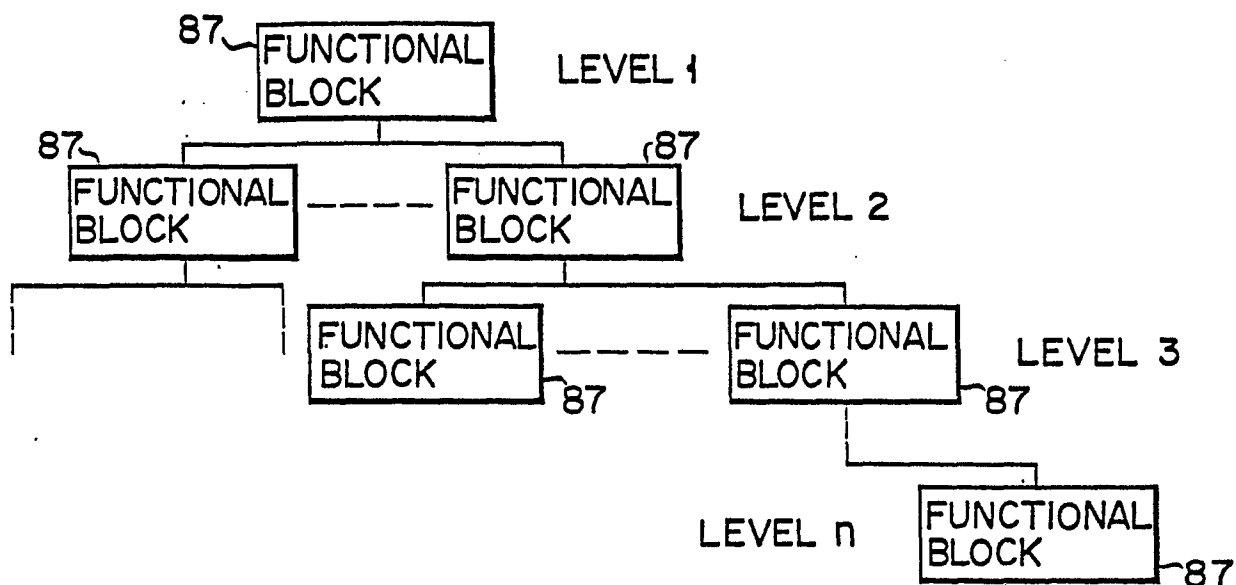 87
FUNCTIONAL
BLOCK
LEVEL 1
87
FUNCTIONAL
BLOCK
87
FUNCTIONAL
BLOCK
LEVEL 2
FUNCTIONAL
BLOCK
87
FUNCTIONAL
BLOCK
87
LEVEL 3
LEVEL n
FUNCTIONAL
BLOCK
87